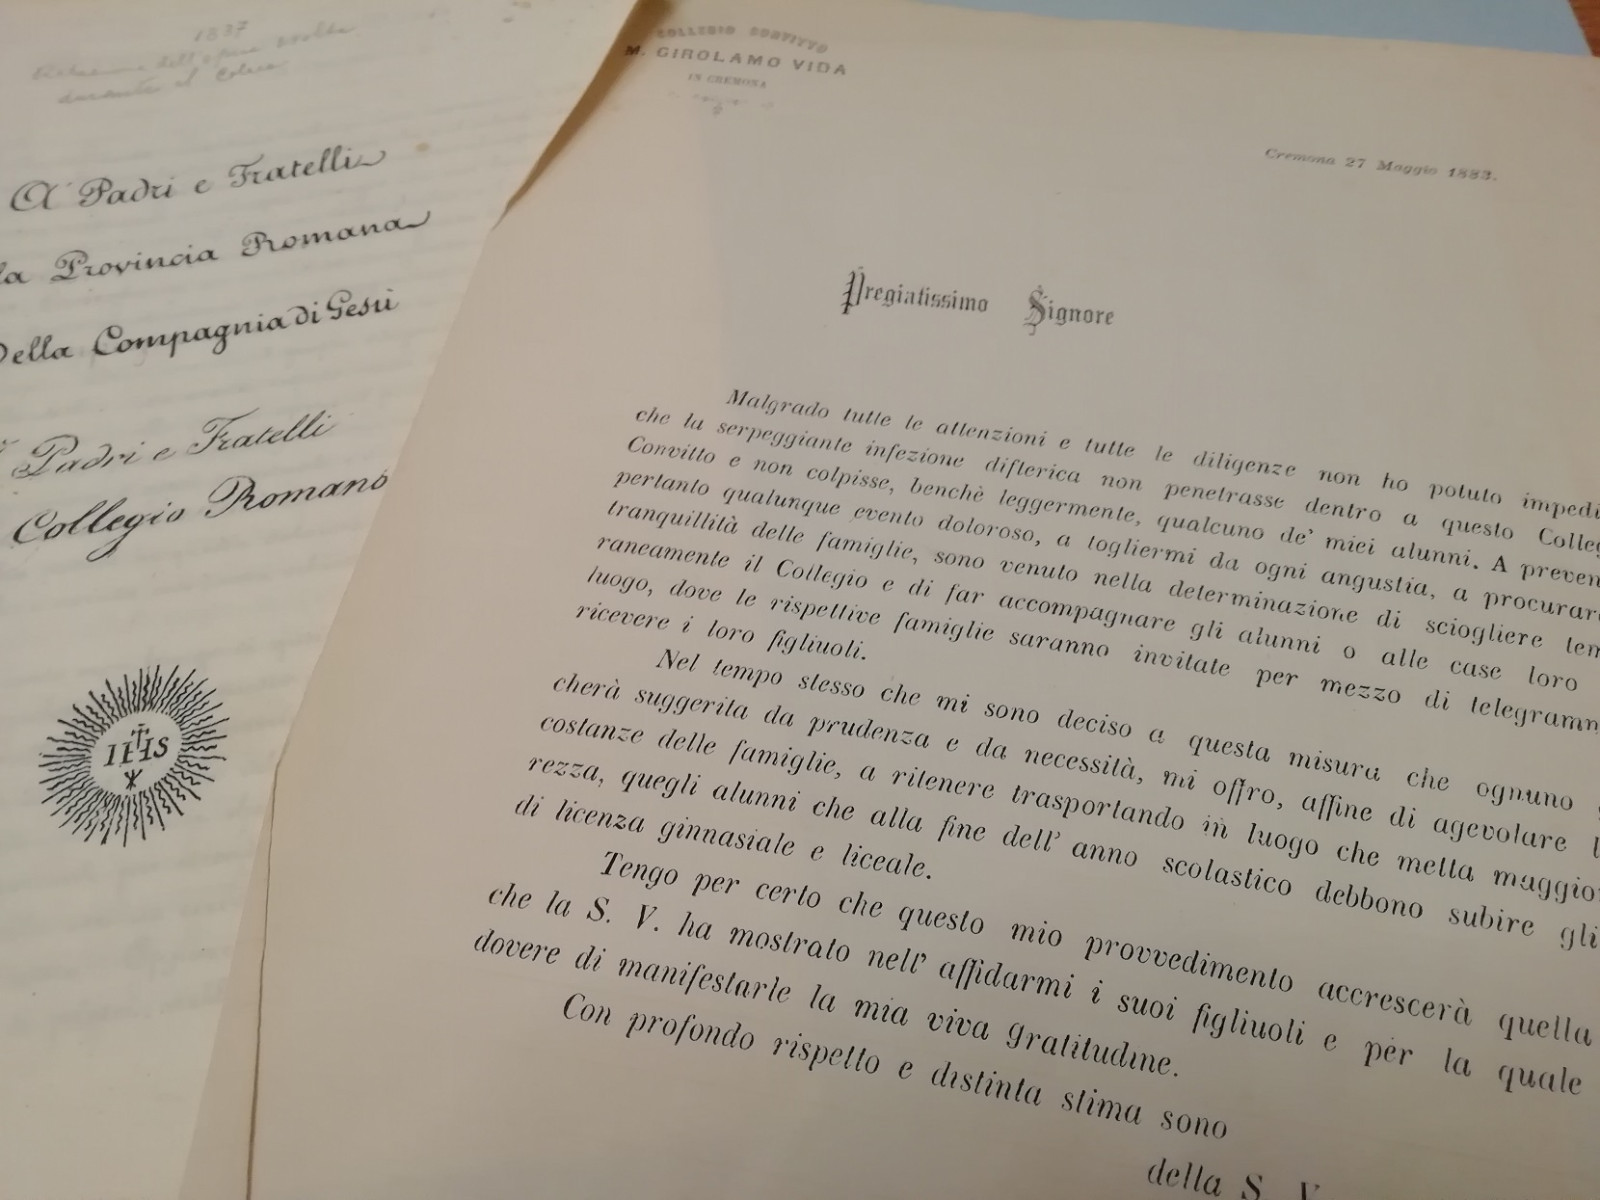 1837
A' Padri e Fratelli
la Provincia Romana
Della Compagnia di Gesù
Padri e Fratelli
Collegio Romano
IHS
COLLEGIO CONVITTO
M. GIROLAMO VIDA
IN CREMONA
Cremona 27 Maggio 1883.
Pregiatissimo Signore
Malgrado tutte le attenzioni e tutte le diligenze non ho potuto impedi
che la serpeggiante infezione difterica non penetrasse dentro a questo Colleg
Convitto e non colpisse, benchè leggermente, qualcuno de' miei alunni. A preven
pertanto qualunque evento doloroso, a togliermi da ogni angustia, a procurar
tranquillità delle famiglie, sono venuto nella determinazione di sciogliere tem
raneamente il Collegio e di far accompagnare gli alunni o alle case loro
luogo, dove le rispettive famiglie saranno invitate per mezzo di telegramm
ricevere i loro figliuoli.
Nel tempo stesso che mi sono deciso a questa misura che ognuno
cherà suggerita da prudenza e da necessità, mi offro, affine di agevolare l
costanze delle famiglie, a ritenere trasportando in luogo che metta maggio
rezza, quegli alunni che alla fine dell' anno scolastico debbono subire gli
di licenza ginnasiale e liceale.
Tengo per certo che questo mio provvedimento accrescerà quella
che la S. V. ha mostrato nell' affidarmi i suoi figliuoli e per la quale
dovere di manifestarle la mia viva gratitudine.
Con profondo rispetto e distinta stima sono
della S. V.